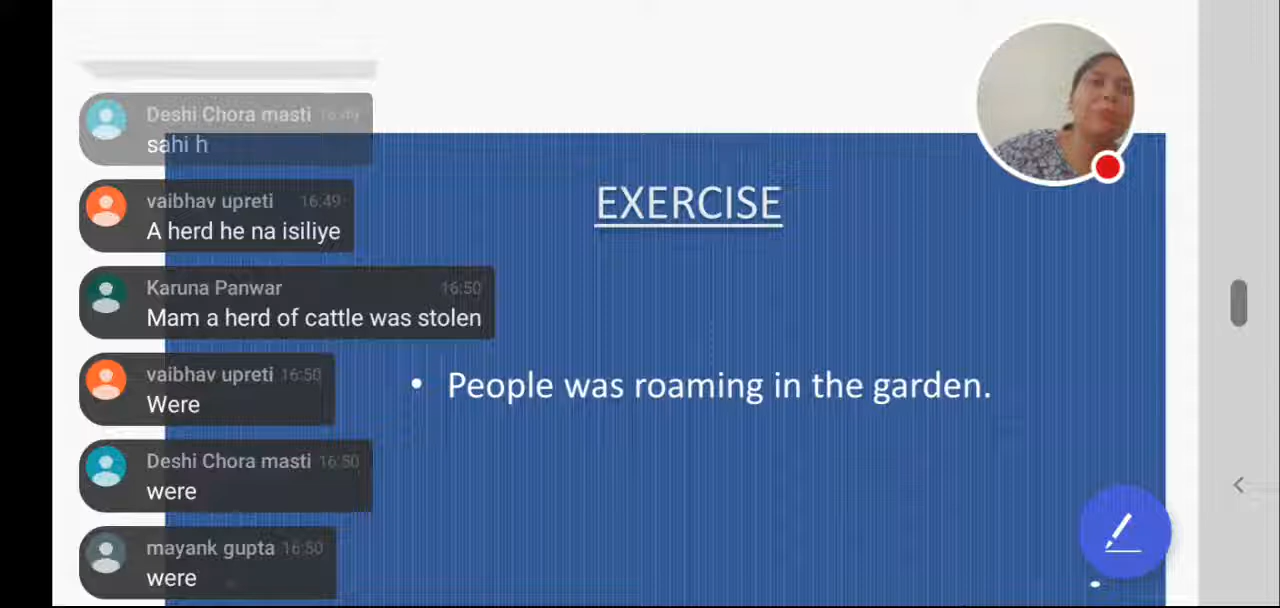 Deshi Chora masti 16:49
sahi h
vaibhav upreti 16:49
A herd he na isiliye
Karuna Panwar 16:50
Mam a herd of cattle was stolen
vaibhav upreti 16:50
Were
Deshi Chora masti 16:50
were
mayank gupta 16:50
were
EXERCISE
• People was roaming in the garden.